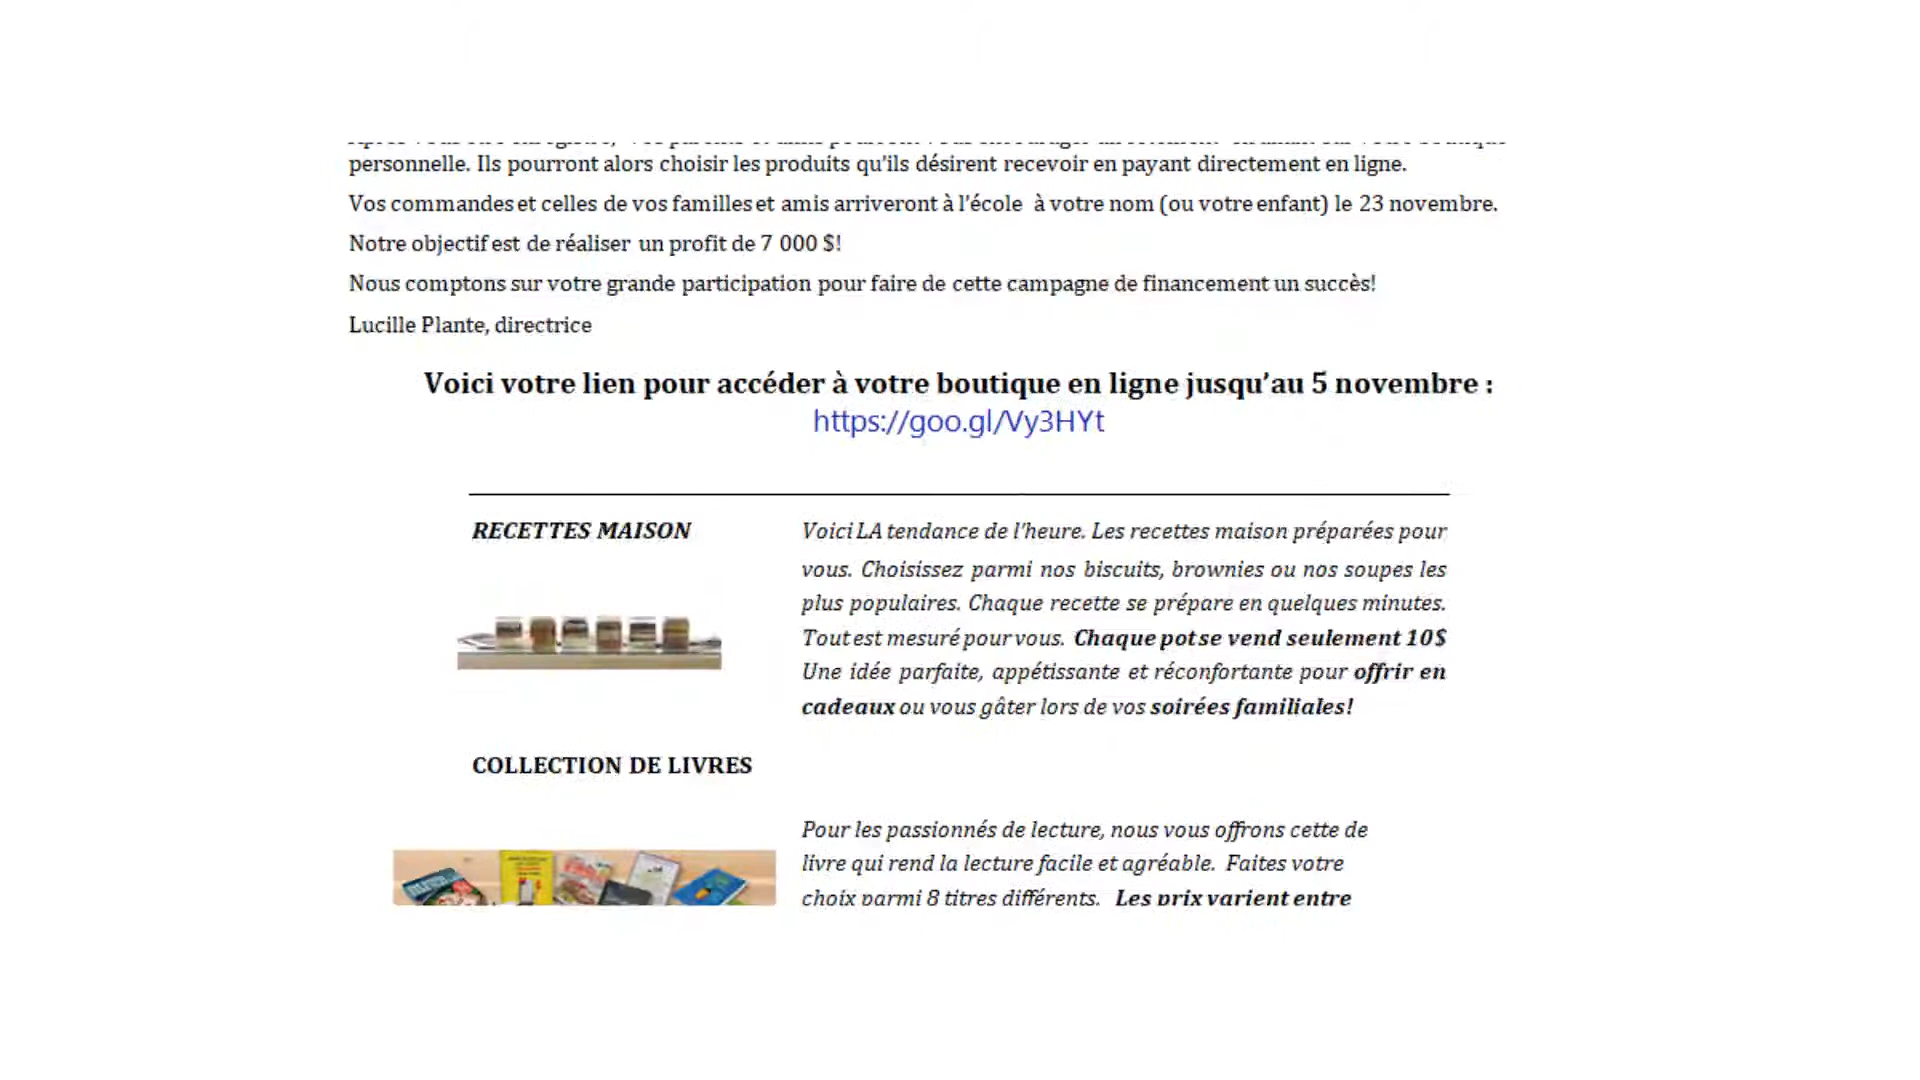 personnelle. Ils pourront alors choisir les produits qu'ils désirent recevoir en payant directement en ligne.
Vos commandes et celles de vos familles et amis arriveront à l'école à votre nom (ou votre enfant) le 23 novembre.
Notre objectif est de réaliser un profit de 7 000 $!
Nous comptons sur votre grande participation pour faire de cette campagne de financement un succès!
Lucille Plante, directrice
Voici votre lien pour accéder à votre boutique en ligne jusqu'au 5 novembre :
https://goo.gl/Vy3HYt
RECETTES MAISON
Voici LA tendance de l'heure. Les recettes maison préparées pour
vous. Choisissez parmi nos biscuits, brownies ou nos soupes les
plus populaires. Chaque recette se prépare en quelques minutes.
Tout est mesuré pour vous. Chaque pot se vend seulement 10$
Une idée parfaite, appétissante et réconfortante pour offrir en
cadeaux ou vous gâter lors de vos soirées familiales!
COLLECTION DE LIVRES
Pour les passionnés de lecture, nous vous offrons cette de
livre qui rend la lecture facile et agréable. Faites votre
choix parmi 8 titres différents. Les prix varient entre